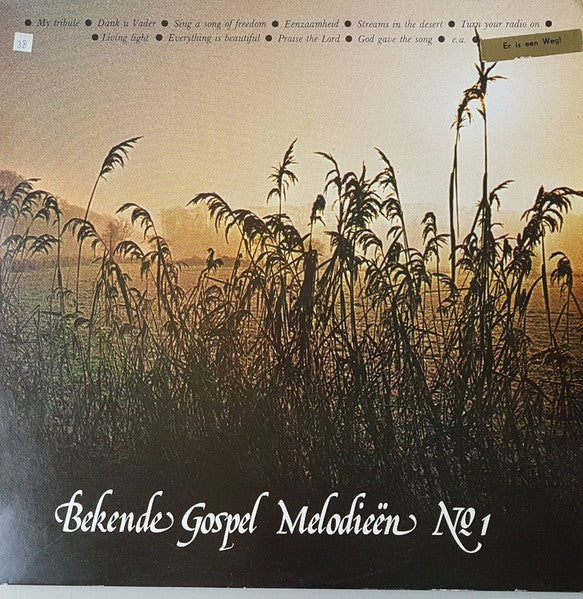 ● My tribute ● Dank u Vader ● Sing a song of freedom ● Eenzaamheid ● Streams in the desert ● Turn your radio on ●
● Living light ● Everything is beautiful ● Praise the Lord ● God gave the song ● e.a. ●
Er is een Weg!
38
Bekende Gospel Melodieën № 1